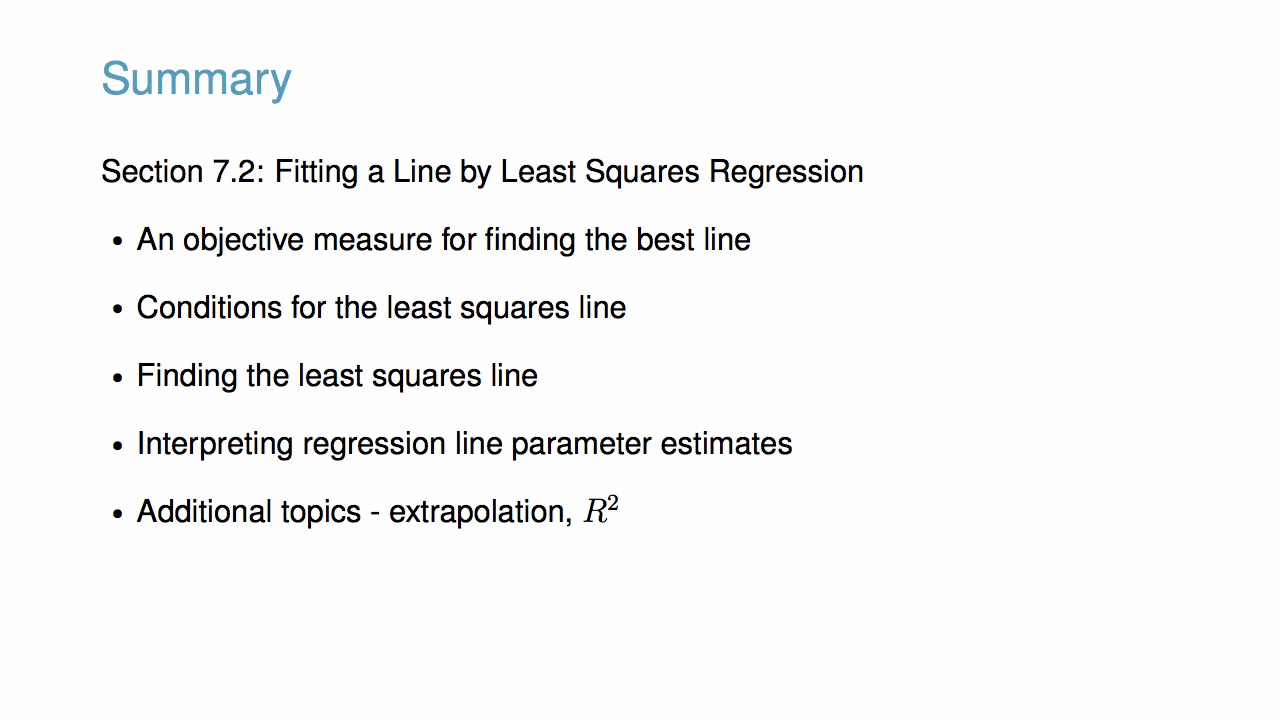 Summary
Section 7.2: Fitting a Line by Least Squares Regression
• An objective measure for finding the best line
• Conditions for the least squares line
• Finding the least squares line
• Interpreting regression line parameter estimates
• Additional topics - extrapolation, R²